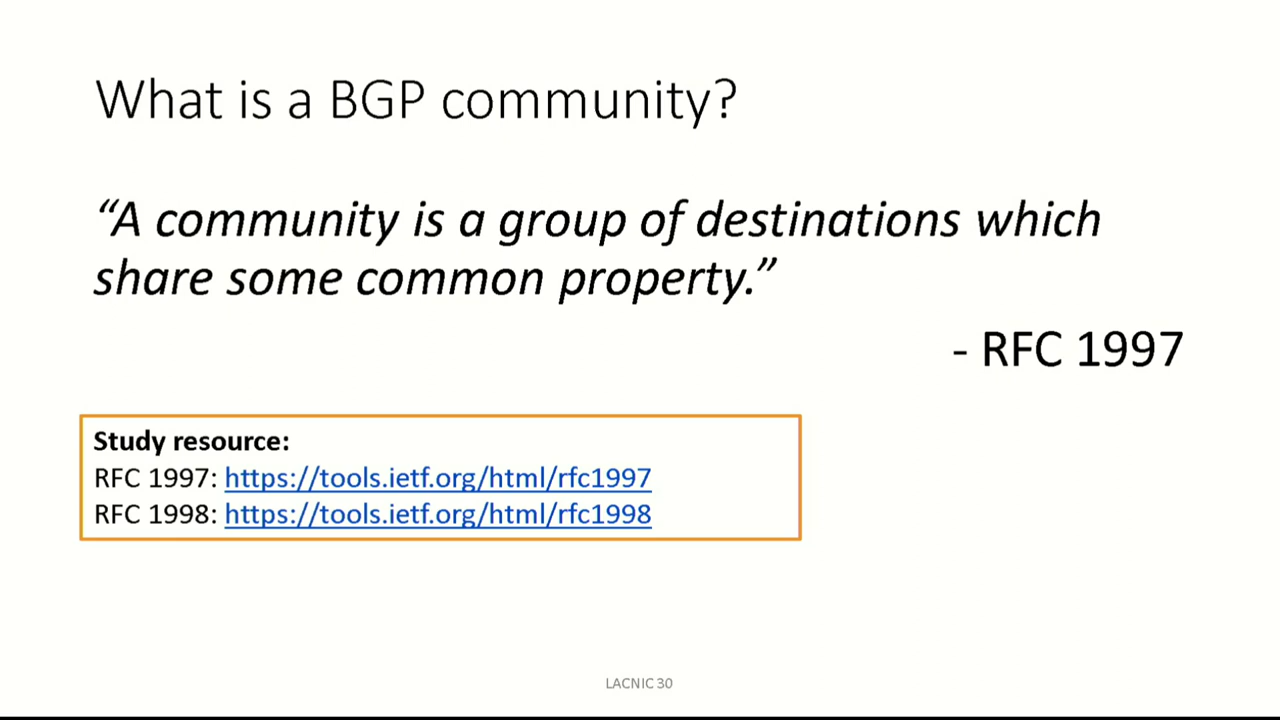 What is a BGP community?
“A community is a group of destinations which
share some common property.”
- RFC 1997
Study resource:
RFC 1997: https://tools.ietf.org/html/rfc1997
RFC 1998: https://tools.ietf.org/html/rfc1998
LACNIC 30